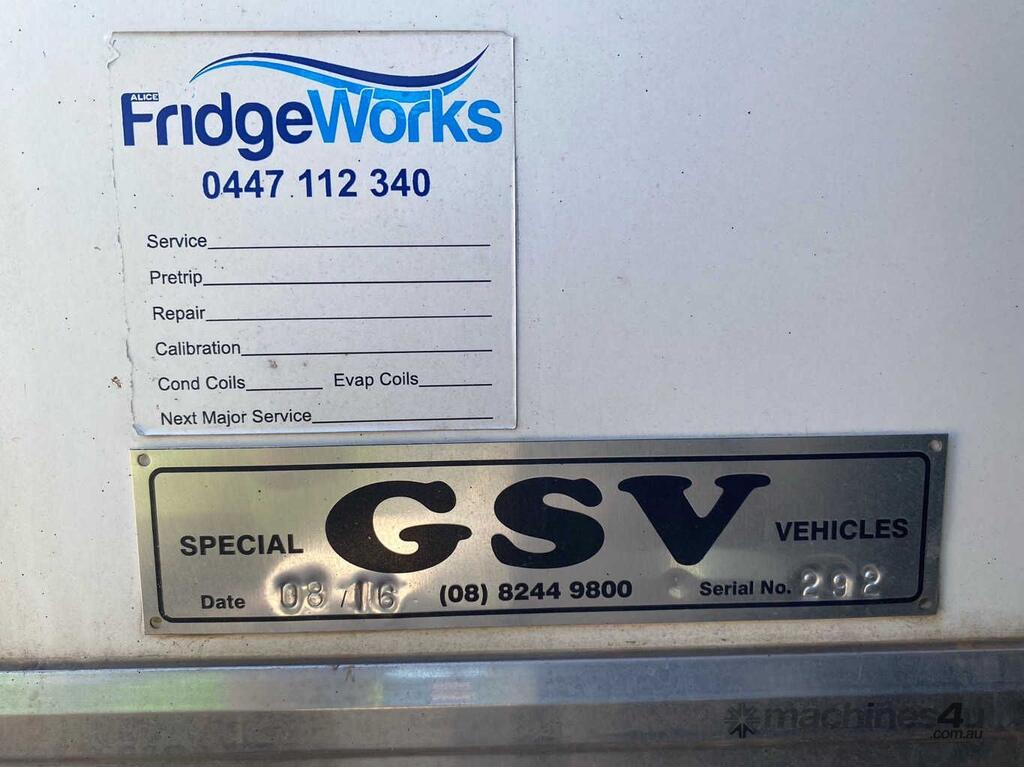 ALICE
FridgeWorks
0447 112 340
Service
Pretrip
Repair
Calibration
Cond Coils Evap Coils
Next Major Service
SPECIAL GSV VEHICLES
Date 08/16 (08) 8244 9800 Serial No. 292
machines4u
.com.au